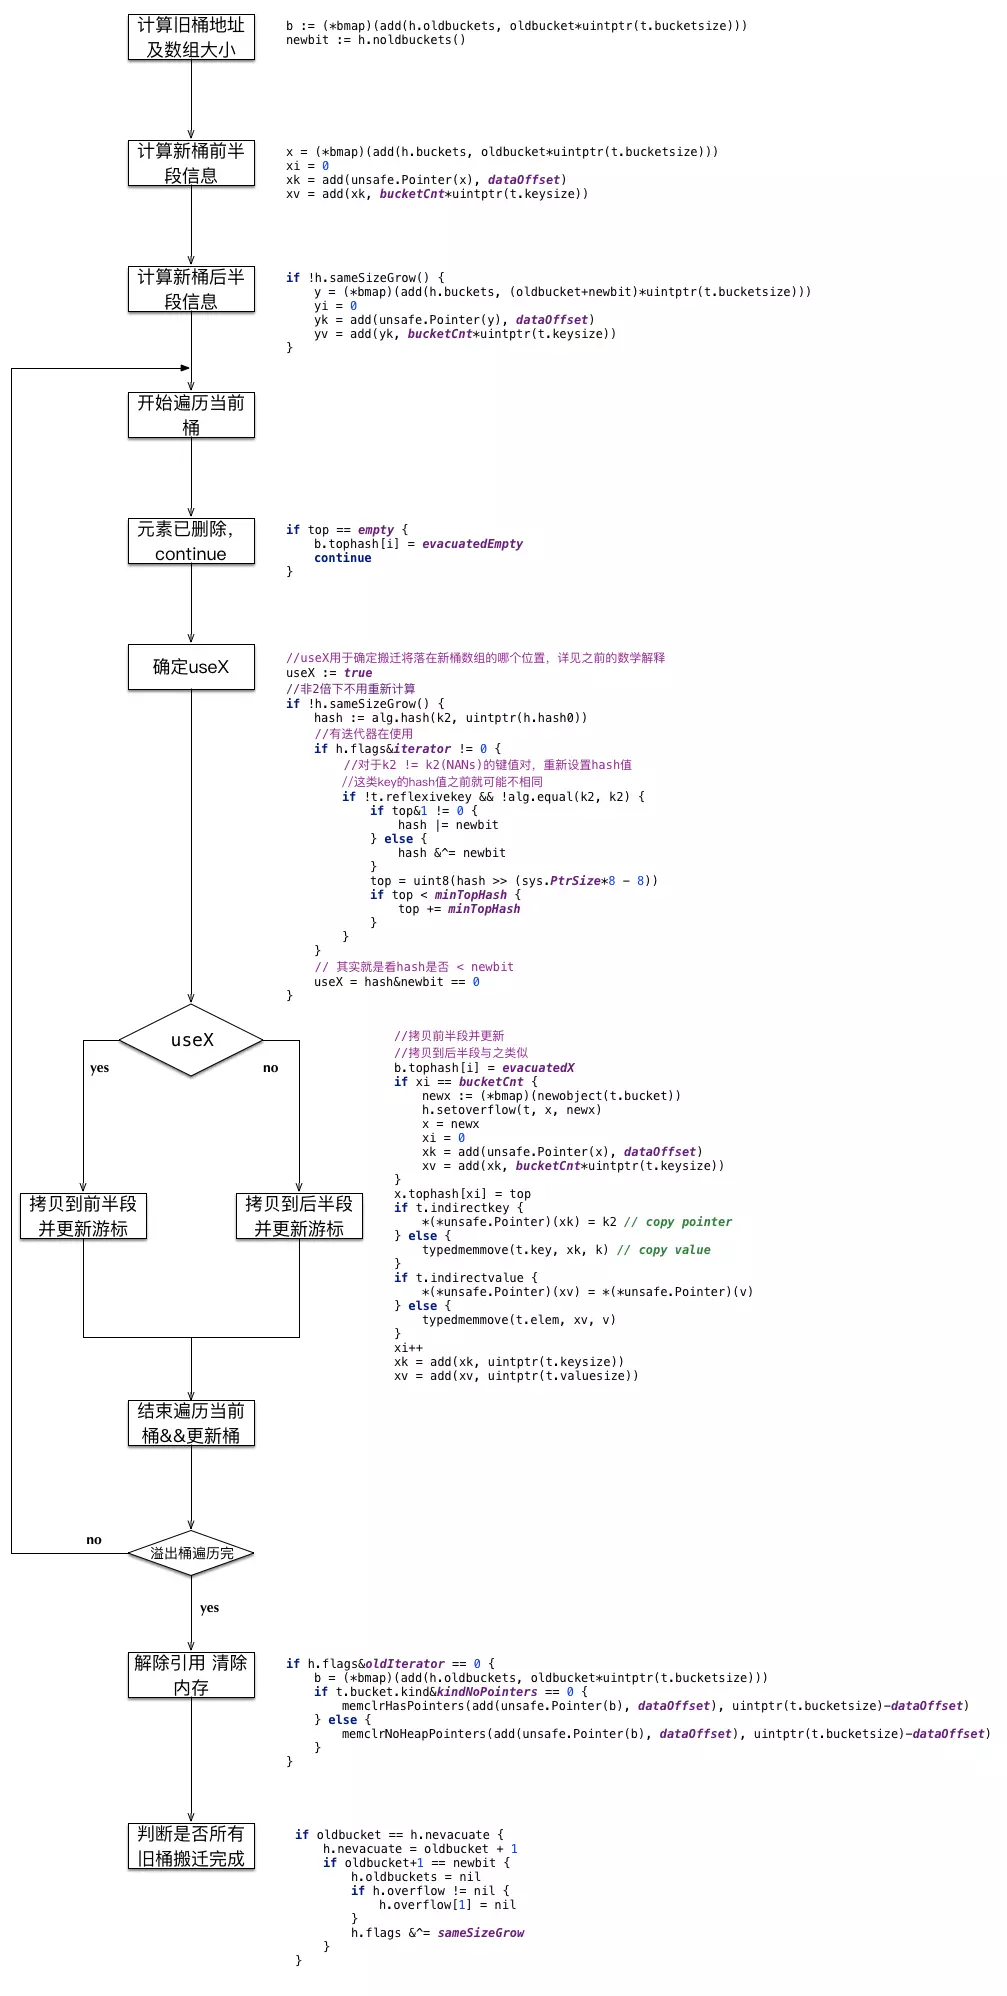 计算旧桶地址
及数组大小
b := (*bmap)(add(h.oldbuckets, oldbucket*uintptr(t.bucketsize)))
newbit := h.noldbuckets()
计算新桶前半
段信息
x = (*bmap)(add(h.buckets, oldbucket*uintptr(t.bucketsize)))
xi = 0
xk = add(unsafe.Pointer(x), dataOffset)
xv = add(xk, bucketCnt*uintptr(t.keysize))
计算新桶后半
段信息
if !h.sameSizeGrow() {
y = (*bmap)(add(h.buckets, (oldbucket+newbit)*uintptr(t.bucketsize)))
yi = 0
yk = add(unsafe.Pointer(y), dataOffset)
yv = add(yk, bucketCnt*uintptr(t.keysize))
}
开始遍历当前
桶
元素已删除，
continue
if top == empty {
b.tophash[i] = evacuatedEmpty
continue
}
确定useX
//useX用于确定搬迁将落在新桶数组的哪个位置，详见之前的数学解释
useX := true
//非2倍下不用重新计算
if !h.sameSizeGrow() {
hash := alg.hash(k2, uintptr(h.hash0))
//有迭代器在使用
if h.flags&iterator != 0 {
//对于k2 != k2(NANs)的键值对，重新设置hash值
//这类key的hash值之前就可能不相同
if !t.reflexivekey && !alg.equal(k2, k2) {
if top&1 != 0 {
hash |= newbit
} else {
hash &^= newbit
}
top = uint8(hash >> (sys.PtrSize*8 - 8))
if top < minTopHash {
top += minTopHash
}
}
}
// 其实就是看hash是否 < newbit
useX = hash&newbit == 0
}
useX
yes
no
拷贝到前半段
并更新游标
拷贝到后半段
并更新游标
//拷贝前半段并更新
//拷贝到后半段与之类似
b.tophash[i] = evacuatedX
if xi == bucketCnt {
newx := (*bmap)(newobject(t.bucket))
h.setoverflow(t, x, newx)
x = newx
xi = 0
xk = add(unsafe.Pointer(x), dataOffset)
xv = add(xk, bucketCnt*uintptr(t.keysize))
}
x.tophash[xi] = top
if t.indirectkey {
*(*unsafe.Pointer)(xk) = k2 // copy pointer
} else {
typedmemmove(t.key, xk, k) // copy value
}
if t.indirectvalue {
*(*unsafe.Pointer)(xv) = *(*unsafe.Pointer)(v)
} else {
typedmemmove(t.elem, xv, v)
}
xi++
xk = add(xk, uintptr(t.keysize))
xv = add(xv, uintptr(t.valuesize))
结束遍历当前
桶&&更新桶
溢出桶遍历完
no
yes
解除引用 清除
内存
if h.flags&oldIterator == 0 {
b = (*bmap)(add(h.oldbuckets, oldbucket*uintptr(t.bucketsize)))
if t.bucket.kind&kindNoPointers == 0 {
memclrHasPointers(add(unsafe.Pointer(b), dataOffset), uintptr(t.bucketsize)-dataOffset)
} else {
memclrNoHeapPointers(add(unsafe.Pointer(b), dataOffset), uintptr(t.bucketsize)-dataOffset)
}
}
判断是否所有
旧桶搬迁完成
if oldbucket == h.nevacuate {
h.nevacuate = oldbucket + 1
if oldbucket+1 == newbit {
h.oldbuckets = nil
if h.overflow != nil {
h.overflow[1] = nil
}
h.flags &^= sameSizeGrow
}
}